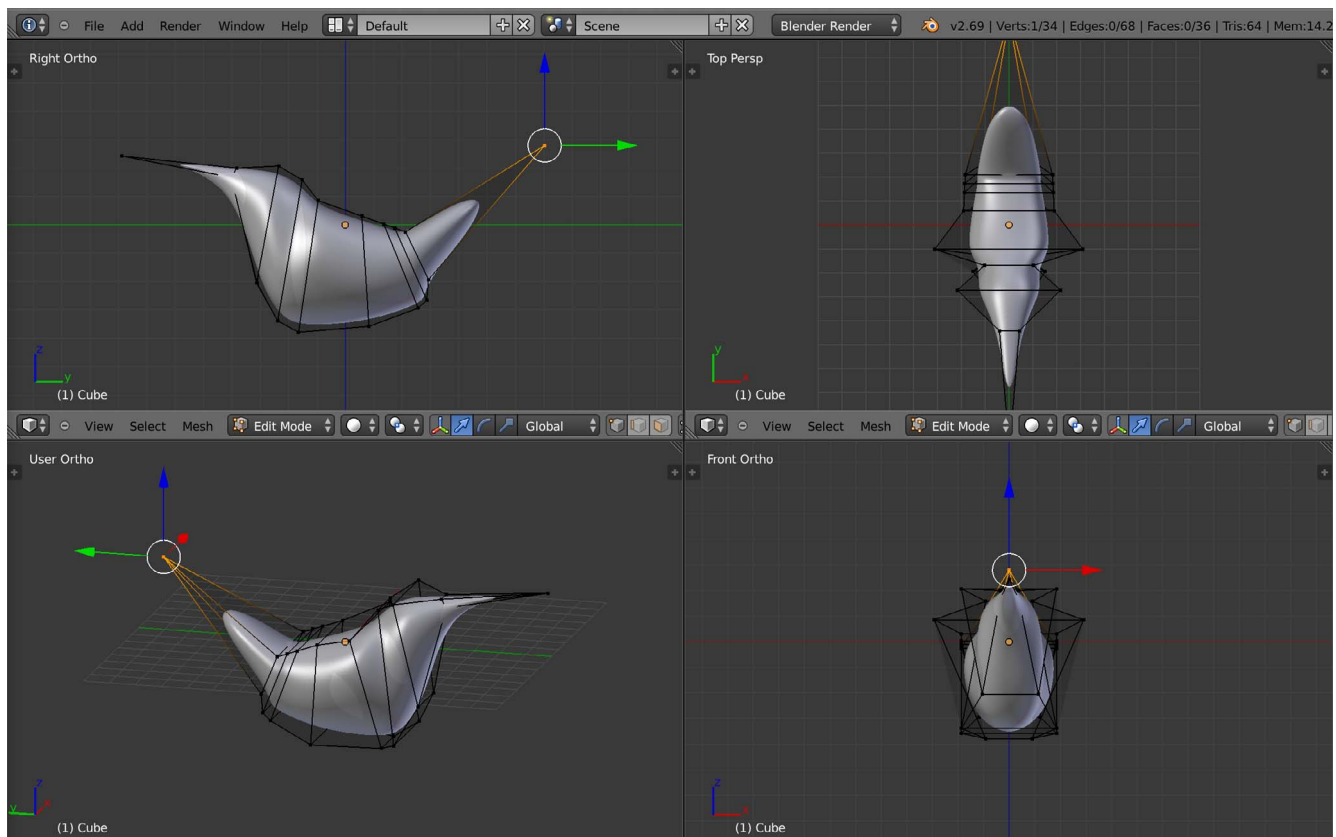 File Add Render Window Help Default Scene Blender Render v2.69 | Verts:1/34 | Edges:0/68 | Faces:0/36 | Tris:64 | Mem:14.2
Right Ortho
z
y
(1) Cube
Top Persp
y
x
(1) Cube
View Select Mesh Edit Mode Global
View Select Mesh Edit Mode Global
User Ortho
z
y x
(1) Cube
Front Ortho
z
x
(1) Cube